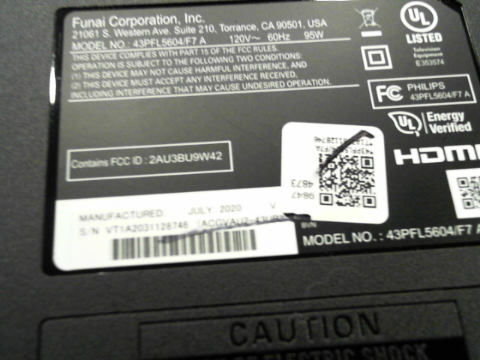 Funai Corporation, Inc.
21061 S. Western Ave. Suite 210, Torrance, CA 90501, USA
MODEL NO. : 43PFL5604/F7 A 120V~ 60Hz 95W
THIS DEVICE COMPLIES WITH PART 15 OF THE FCC RULES.
OPERATION IS SUBJECT TO THE FOLLOWING TWO CONDITIONS:
(1) THIS DEVICE MAY NOT CAUSE HARMFUL INTERFERENCE, AND
(2) THIS DEVICE MUST ACCEPT ANY INTERFERENCE RECEIVED,
INCLUDING INTERFERENCE THAT MAY CAUSE UNDESIRED OPERATION.
UL
LISTED
Television
Equipment
E353574
FC PHILIPS
43PFL5604/F7 A
UL Energy
Verified
HDMI
Contains FCC ID : 2AU3BU9W42
9847
4873
MANUFACTURED JULY 2020 V
S/N VT1A2031128746
BVN
MODEL NO. : 43PFL5604/F7 A
CAUTION